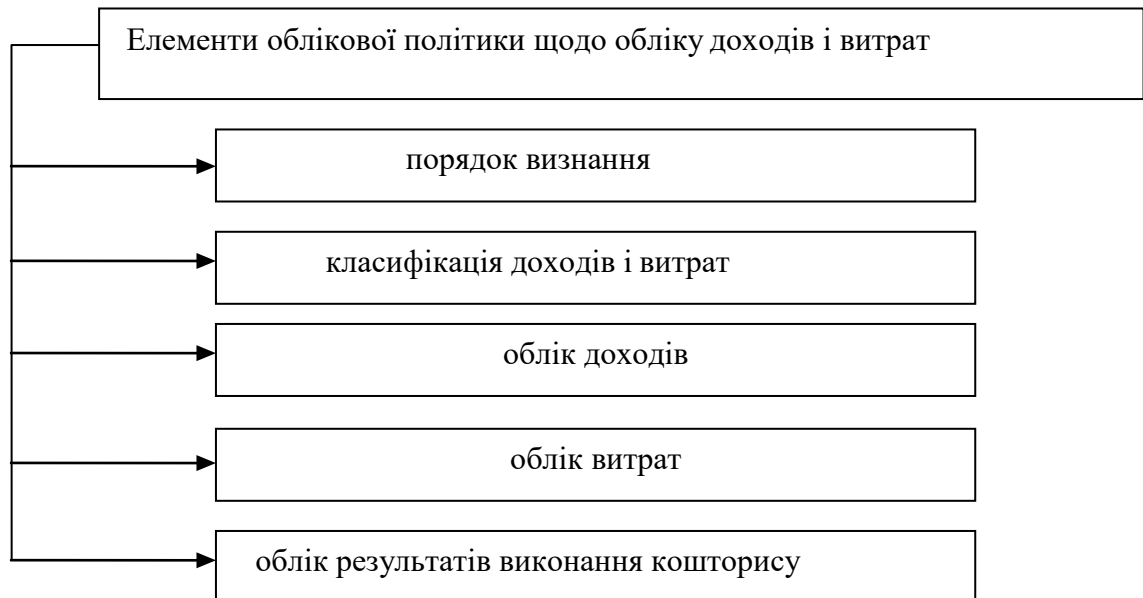 Елементи облікової політики щодо обліку доходів і витрат
порядок визнання
класифікація доходів і витрат
облік доходів
облік витрат
облік результатів виконання кошторису